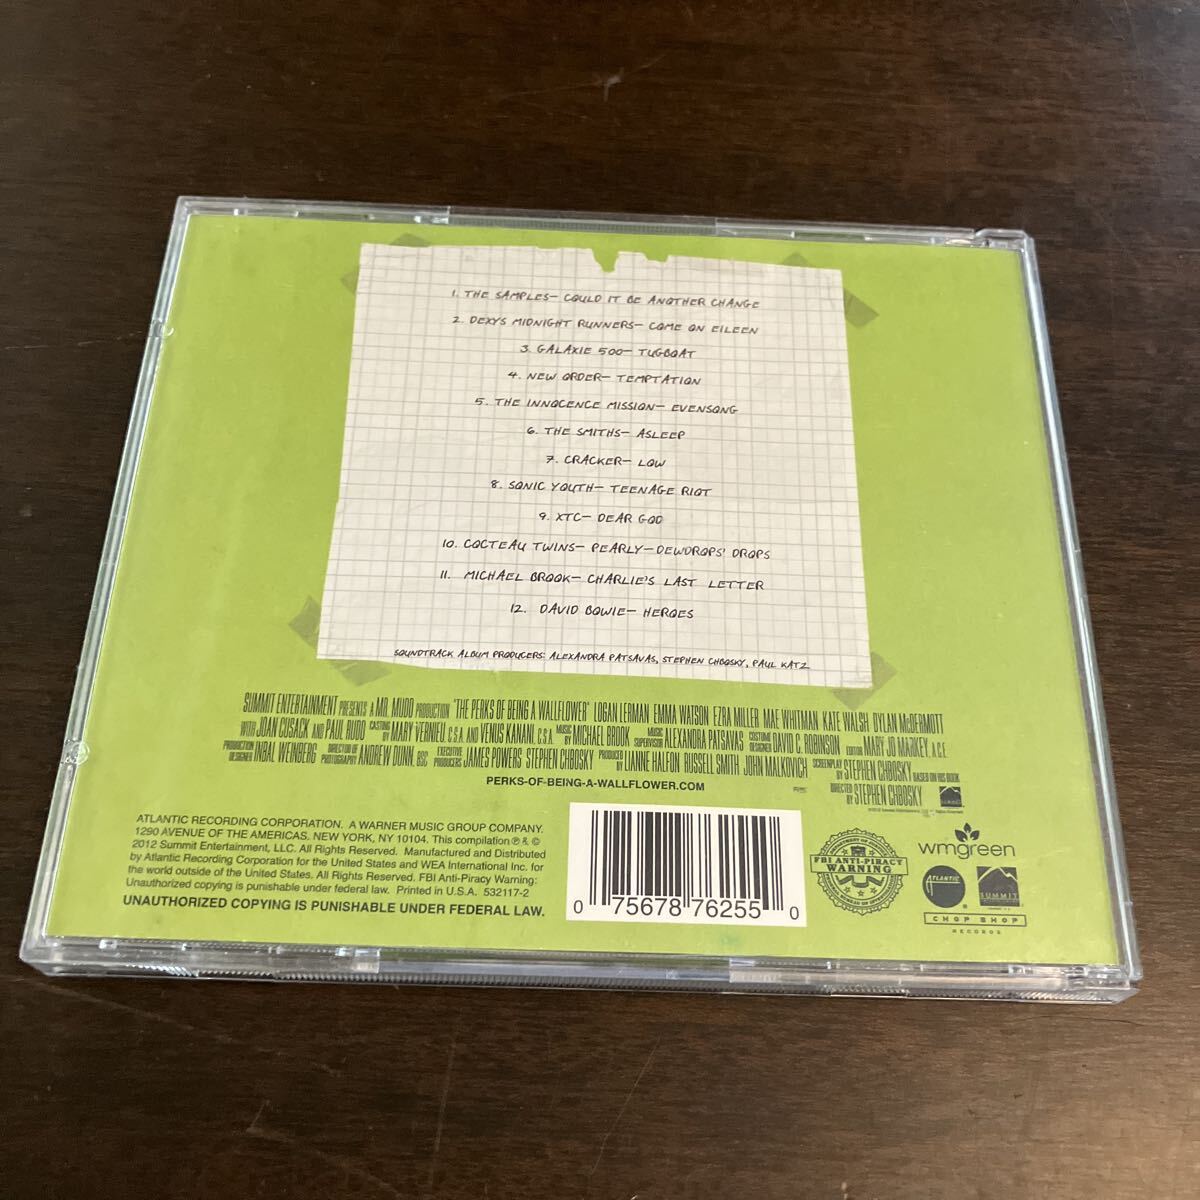 1. THE SAMPLES— COULD IT BE ANOTHER CHANGE
2. DEXYS MIDNIGHT RUNNERS— COME ON EILEEN
3. GALAXIE 500— TUGBOAT
4. NEW ORDER— TEMPTATION
5. THE INNOCENCE MISSION— EVENSONG
6. THE SMITHS— ASLEEP
7. CRACKER— LOW
8. SONIC YOUTH— TEENAGE RIOT
9. XTC— DEAR GOD
10. COCTEAU TWINS— PEARLY—DEWDROPS' DROPS
11. MICHAEL BROOK— CHARLIE'S LAST LETTER
12. DAVID BOWIE— HEROES
SOUNDTRACK ALBUM PRODUCERS: ALEXANDRA PATSAVAS, STEPHEN CHBOSKY, PAUL KATZ
SUMMIT ENTERTAINMENT PRESENTS A MR. MUDD PRODUCTION "THE PERKS OF BEING A WALLFLOWER" LOGAN LERMAN EMMA WATSON EZRA MILLER MAE WHITMAN KATE WALSH DYLAN McDERMOTT
WITH JOAN CUSACK AND PAUL RUDD CASTING BY MARY VERNIEU, C.S.A. AND VENUS KANANI, C.S.A. MUSIC BY MICHAEL BROOK MUSIC SUPERVISION ALEXANDRA PATSAVAS COSTUME DESIGNER DAVID C. ROBINSON EDITOR MARY JO MARKEY, A.C.E.
PRODUCTION DESIGNER INBAL WEINBERG DIRECTOR OF PHOTOGRAPHY ANDREW DUNN, BSC EXECUTIVE PRODUCERS JAMES POWERS STEPHEN CHBOSKY PRODUCED BY LIANNE HALFON RUSSELL SMITH JOHN MALKOVICH SCREENPLAY BY STEPHEN CHBOSKY BASED ON HIS BOOK
DIRECTED BY STEPHEN CHBOSKY
PERKS-OF-BEING-A-WALLFLOWER.COM
ATLANTIC RECORDING CORPORATION. A WARNER MUSIC GROUP COMPANY.
1290 AVENUE OF THE AMERICAS. NEW YORK, NY 10104. This compilation ℗ & ©
2012 Summit Entertainment, LLC. All Rights Reserved. Manufactured and Distributed
by Atlantic Recording Corporation for the United States and WEA International Inc. for
the world outside of the United States. All Rights Reserved. FBI Anti-Piracy Warning:
Unauthorized copying is punishable under federal law. Printed in U.S.A. 532117-2
UNAUTHORIZED COPYING IS PUNISHABLE UNDER FEDERAL LAW.
0 75678 76255 0
FBI ANTI-PIRACY
WARNING
wmgreen
ATLANTIC
SUMMIT
CHOP SHOP
RECORDS